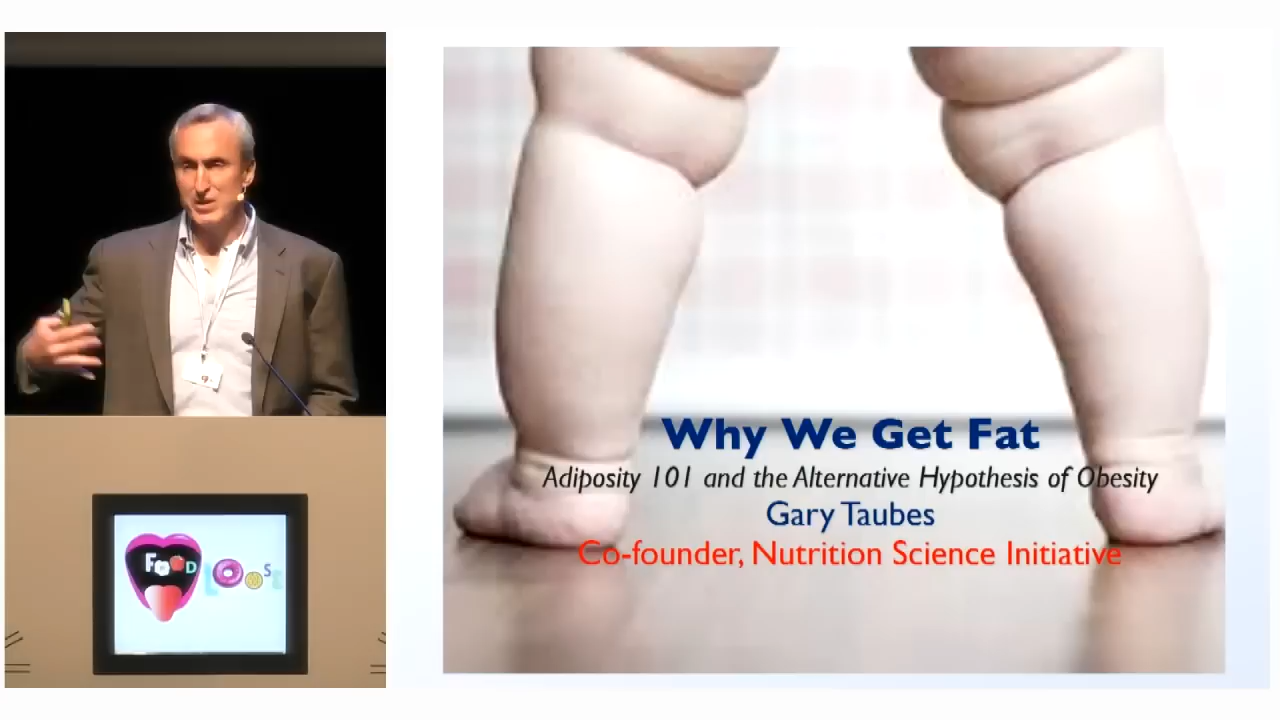 Why We Get Fat
Adiposity 101 and the Alternative Hypothesis of Obesity
Gary Taubes
Co-founder, Nutrition Science Initiative
FOOD